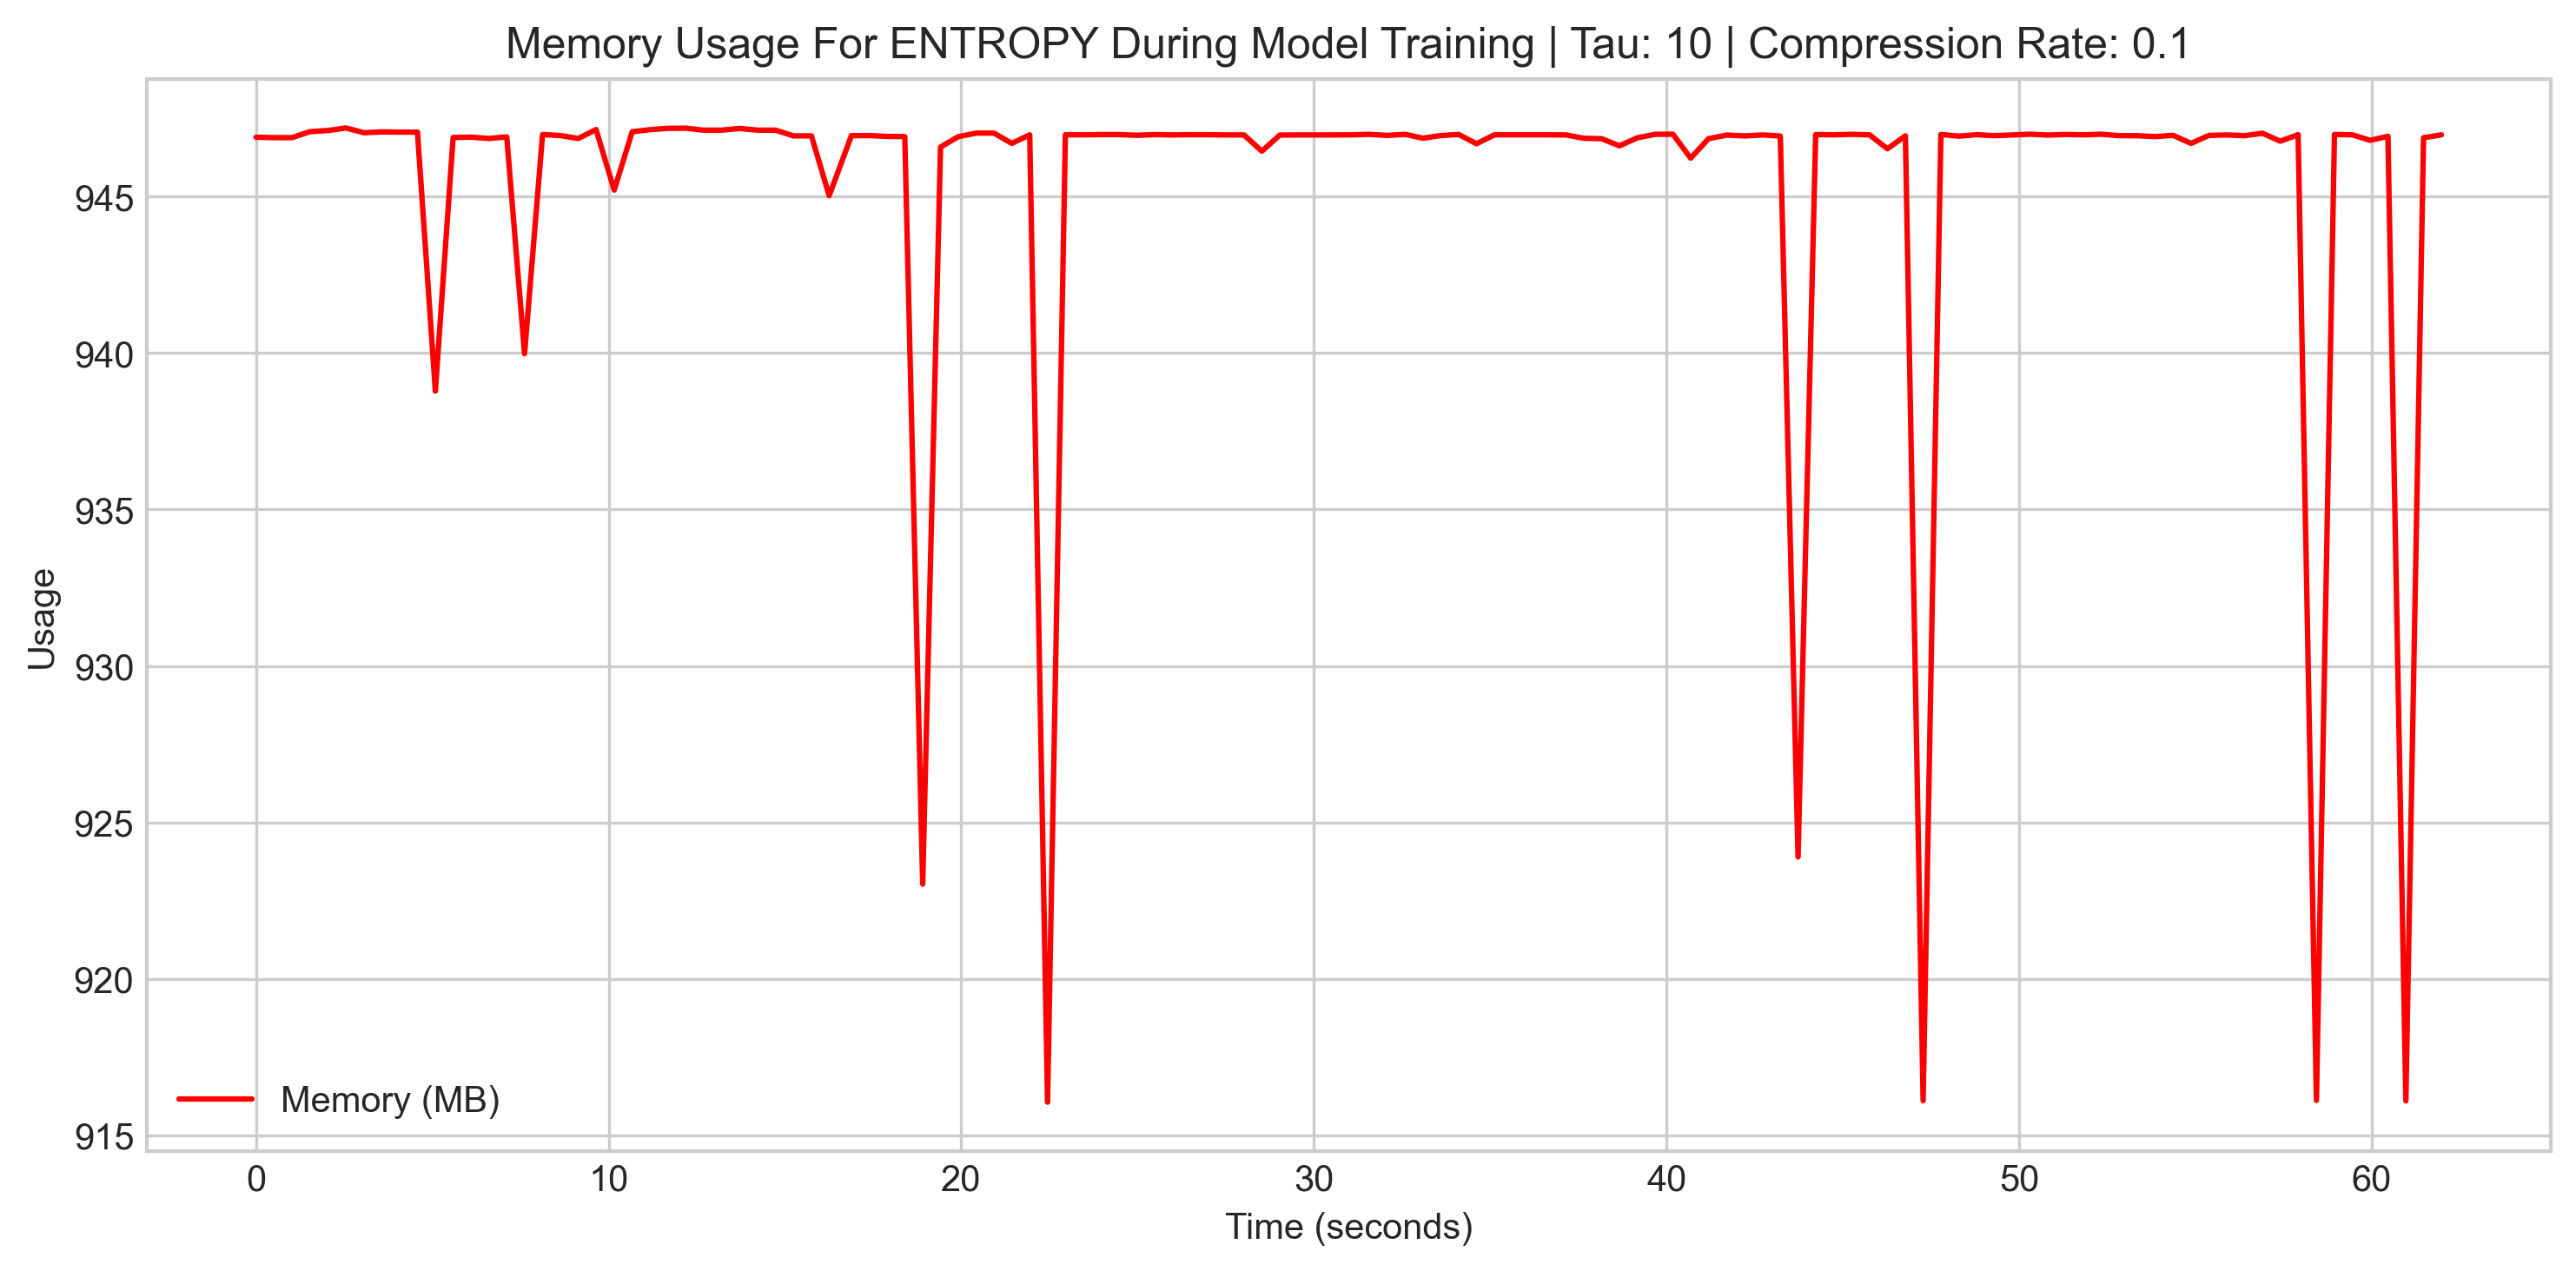 Memory Usage For ENTROPY During Model Training | Tau: 10 | Compression Rate: 0.1
945
940
935
930
925
920
915
Usage
Memory (MB)
0 10 20 30 40 50 60
Time (seconds)